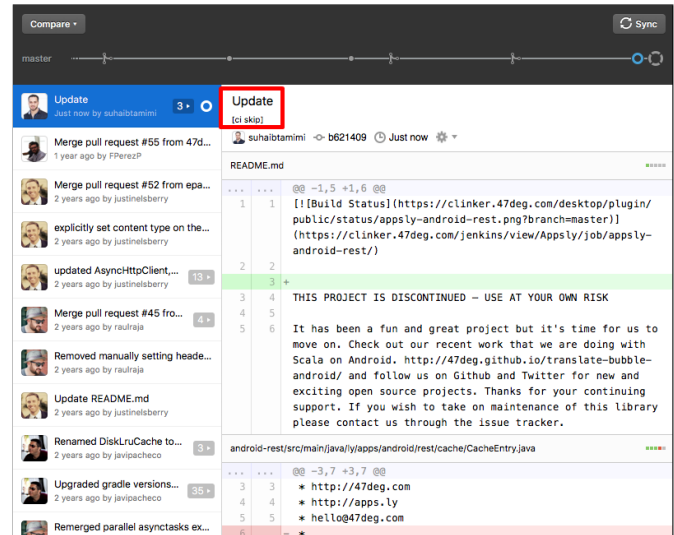 Compare
Sync
master
Update
Just now by suhaibtamimi
3
Merge pull request #55 from 47d...
1 year ago by FPerezP
Merge pull request #52 from epa...
2 years ago by justinelsberry
explicitly set content type on the...
2 years ago by justinelsberry
updated AsyncHttpClient,...
2 years ago by justinelsberry
13
Merge pull request #45 fro...
2 years ago by raulraja
4
Removed manually setting heade...
2 years ago by raulraja
Update README.md
2 years ago by justinelsberry
Renamed DiskLruCache to...
2 years ago by javipacheco
3
Upgraded gradle versions...
2 years ago by javipacheco
35
Remerged parallel asynctasks ex...
Update
[ci skip]
suhaibtamimi b621409 Just now
README.md
... ... @@ -1,5 +1,6 @@
1 1 [![Build Status](https://clinker.47deg.com/desktop/plugin/
public/status/appsly-android-rest.png?branch=master)]
(https://clinker.47deg.com/jenkins/view/Appsly/job/appsly-
android-rest/)
2 2
3 +
3 4 THIS PROJECT IS DISCONTINUED – USE AT YOUR OWN RISK
4 5
5 6 It has been a fun and great project but it's time for us to
move on. Check out our recent work that we are doing with
Scala on Android. http://47deg.github.io/translate-bubble-
android/ and follow us on Github and Twitter for new and
exciting open source projects. Thanks for your continuing
support. If you wish to take on maintenance of this library
please contact us through the issue tracker.
android-rest/src/main/java/ly/apps/android/rest/cache/CacheEntry.java
... ... @@ -3,7 +3,7 @@
3 3 * http://47deg.com
4 4 * http://apps.ly
5 5 * hello@47deg.com
6 - *